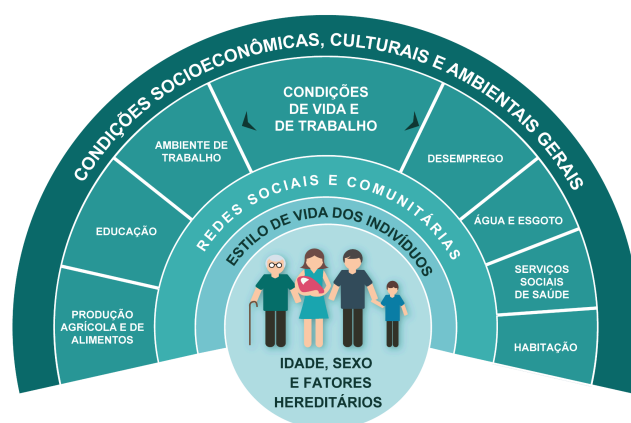 CONDIÇÕES SOCIOECONÔMICAS, CULTURAIS E AMBIENTAIS GERAIS
CONDIÇÕES
DE VIDA E
DE TRABALHO
AMBIENTE DE
TRABALHO
DESEMPREGO
EDUCAÇÃO
ÁGUA E ESGOTO
PRODUÇÃO
AGRÍCOLA E DE
ALIMENTOS
SERVIÇOS
SOCIAIS
DE SAÚDE
HABITAÇÃO
REDES SOCIAIS E COMUNITÁRIAS
ESTILO DE VIDA DOS INDIVÍDUOS
IDADE, SEXO
E FATORES
HEREDITÁRIOS